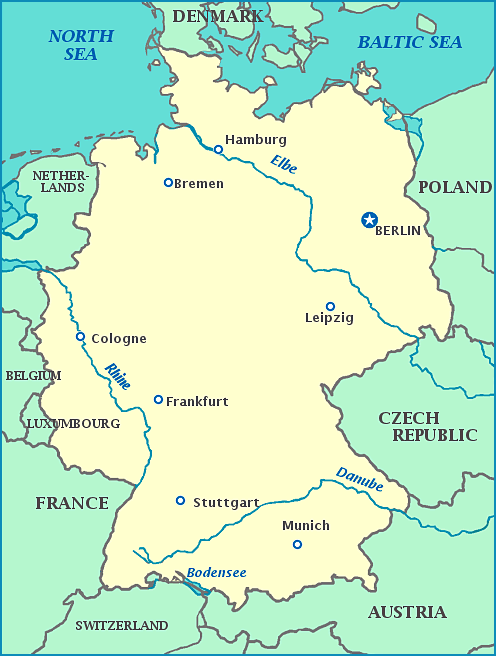 DENMARK
NORTH
SEA
BALTIC SEA
Hamburg
Elbe
NETHER-
LANDS
Bremen
POLAND
BERLIN
Leipzig
Cologne
Rhine
BELGIUM
Frankfurt
LUXUMBOURG
CZECH
REPUBLIC
Danube
FRANCE
Stuttgart
Munich
Bodensee
AUSTRIA
SWITZERLAND